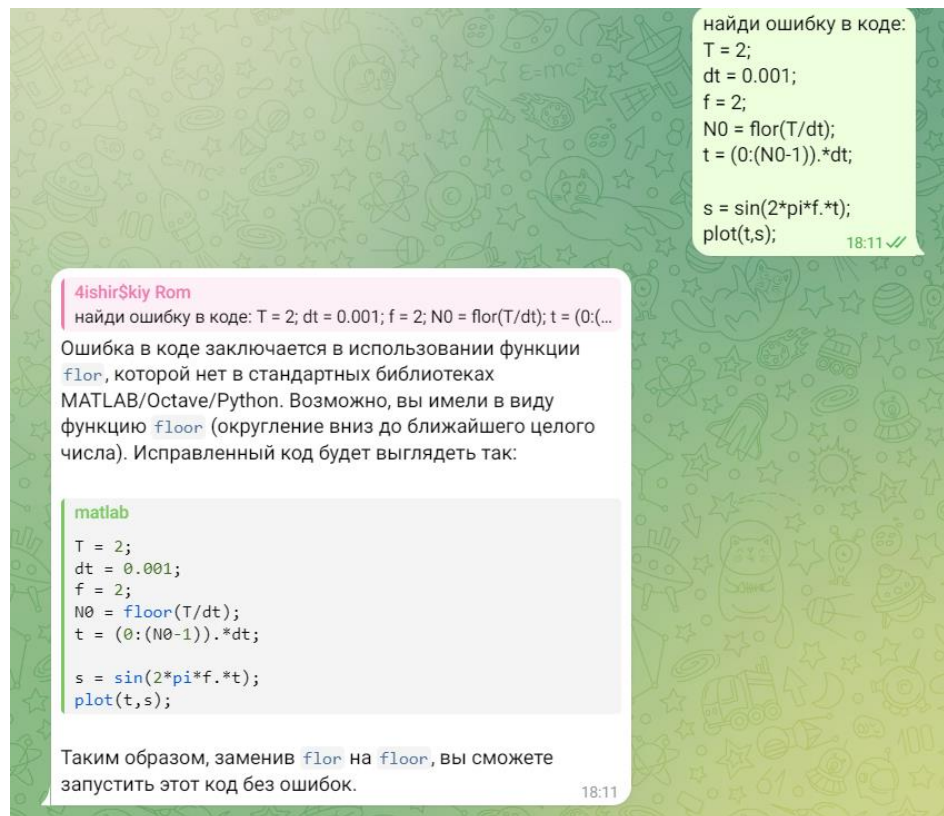 найди ошибку в коде:
T = 2;
dt = 0.001;
f = 2;
N0 = flor(T/dt);
t = (0:(N0-1)).*dt;
s = sin(2*pi*f.*t);
plot(t,s);
18:11
4ishir$kiy Rom
найди ошибку в коде: T = 2; dt = 0.001; f = 2; N0 = flor(T/dt); t = (0:(...
Ошибка в коде заключается в использовании функции
flor, которой нет в стандартных библиотеках
MATLAB/Octave/Python. Возможно, вы имели в виду
функцию floor (округление вниз до ближайшего целого
числа). Исправленный код будет выглядеть так:
matlab
T = 2;
dt = 0.001;
f = 2;
N0 = floor(T/dt);
t = (0:(N0-1)).*dt;
s = sin(2*pi*f.*t);
plot(t,s);
Таким образом, заменив flor на floor, вы сможете
запустить этот код без ошибок.
18:11